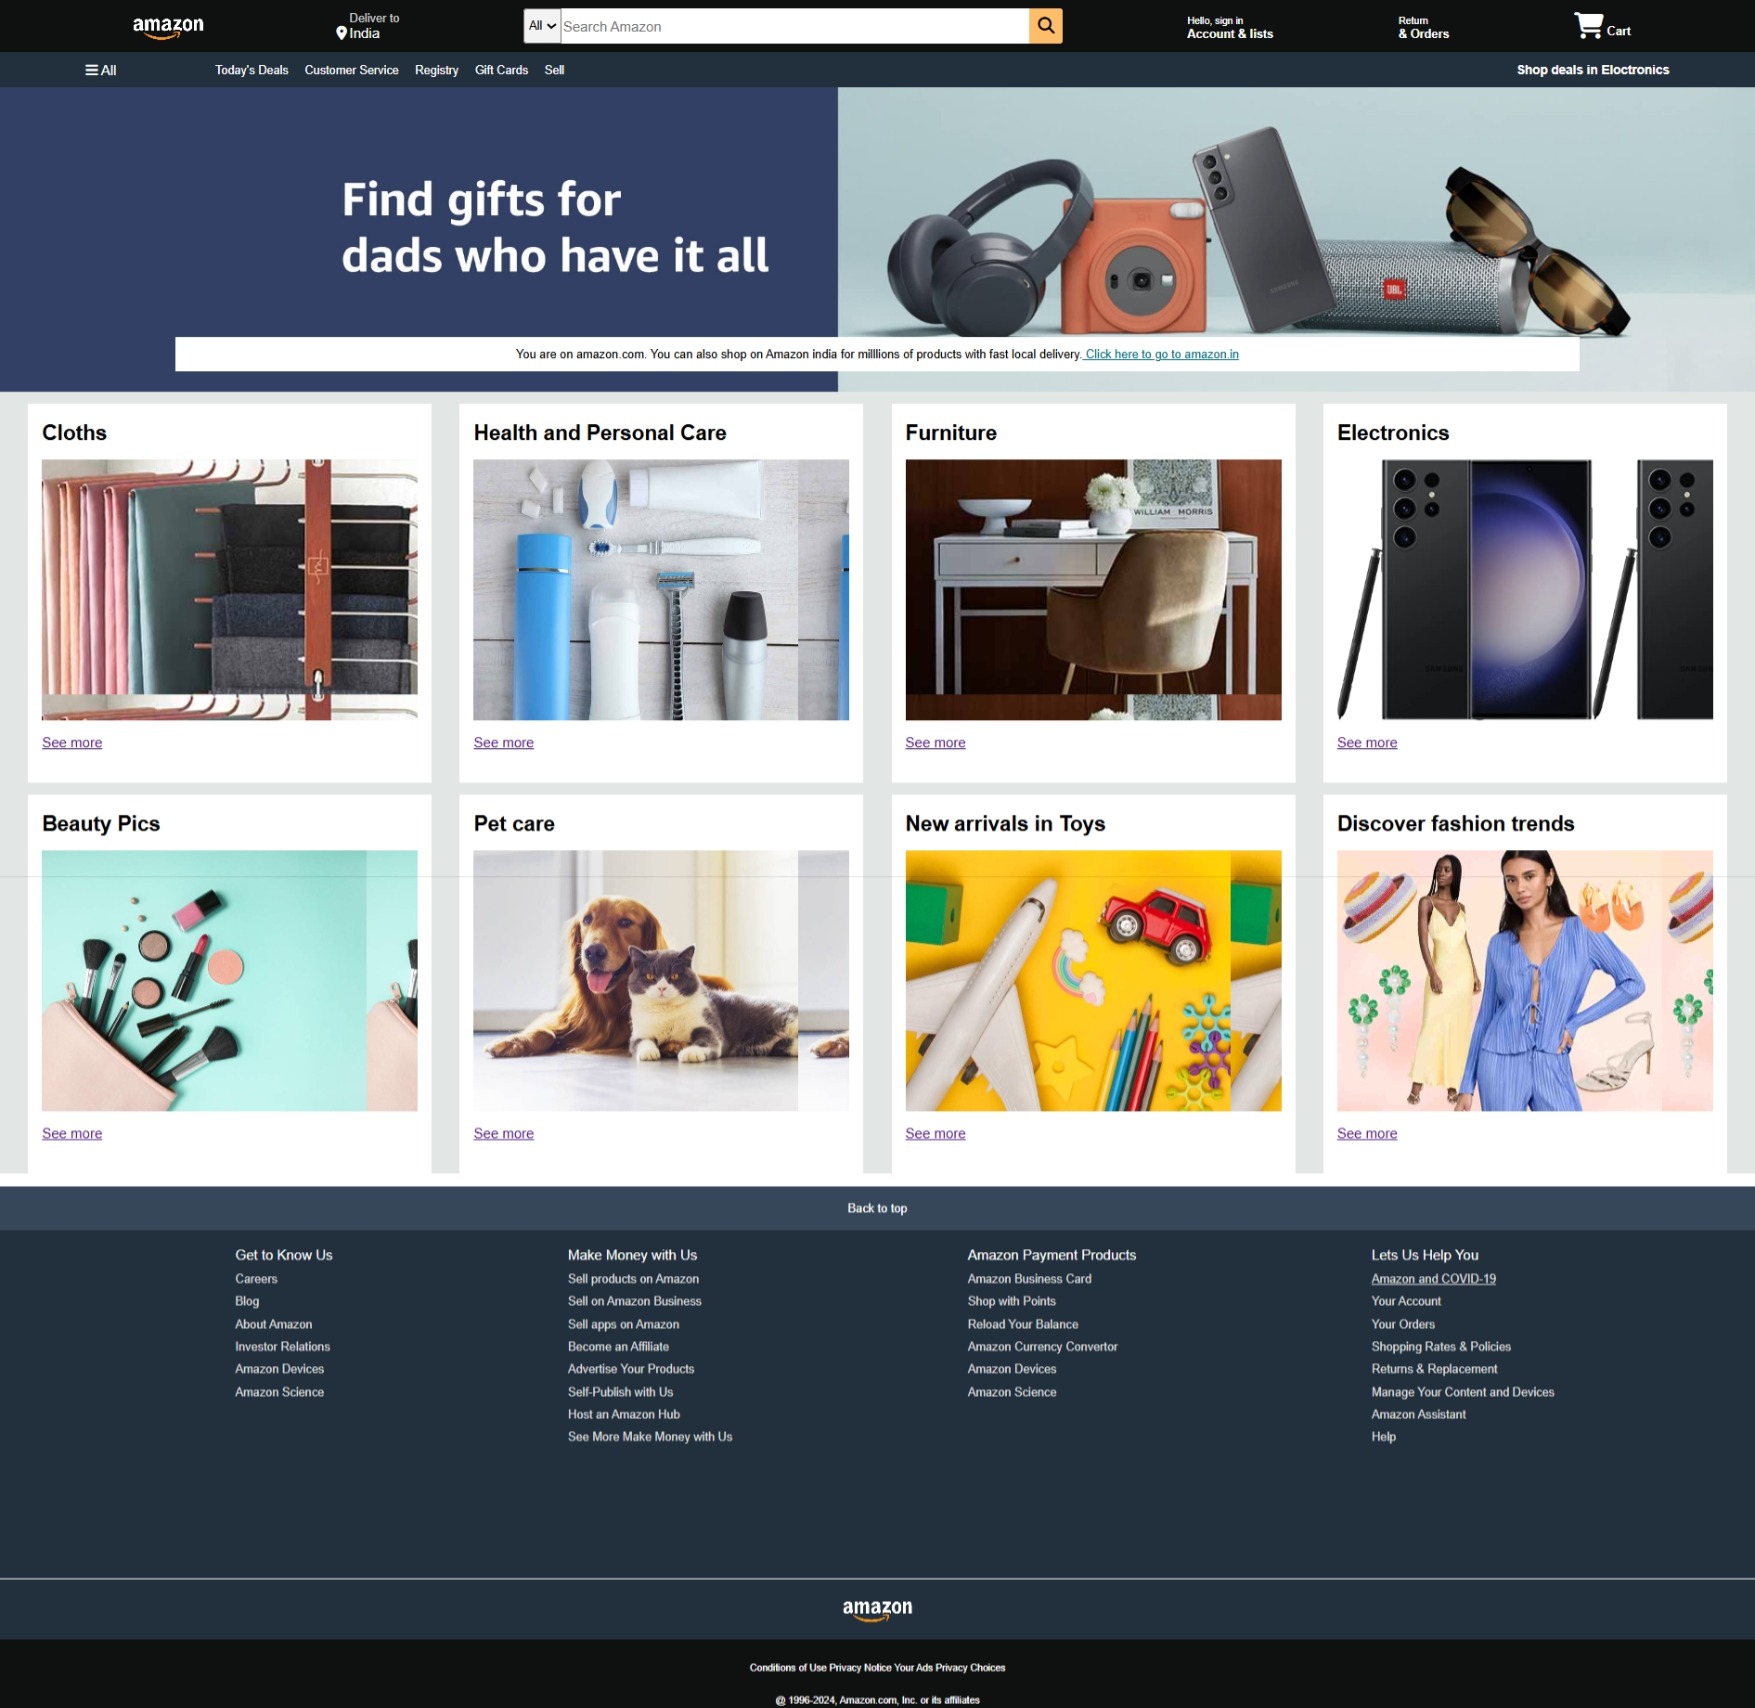 amazon
Deliver to
India
All
Search Amazon
Hello, sign in
Account & lists
Return
& Orders
Cart
All
Today's Deals
Customer Service
Registry
Gift Cards
Sell
Shop deals in Eloctronics
Find gifts for
dads who have it all
SAMSUNG
JBL
You are on amazon.com. You can also shop on Amazon india for milllions of products with fast local delivery. Click here to go to amazon.in
Cloths
Health and Personal Care
Furniture
Electronics
WILLIAM MORRIS
SAMSUNG
SAMSUNG
See more
See more
See more
See more
Beauty Pics
Pet care
New arrivals in Toys
Discover fashion trends
See more
See more
See more
See more
Back to top
Get to Know Us
Careers
Blog
About Amazon
Investor Relations
Amazon Devices
Amazon Science
Make Money with Us
Sell products on Amazon
Sell on Amazon Business
Sell apps on Amazon
Become an Affiliate
Advertise Your Products
Self-Publish with Us
Host an Amazon Hub
See More Make Money with Us
Amazon Payment Products
Amazon Business Card
Shop with Points
Reload Your Balance
Amazon Currency Convertor
Amazon Devices
Amazon Science
Lets Us Help You
Amazon and COVID-19
Your Account
Your Orders
Shopping Rates & Policies
Returns & Replacement
Manage Your Content and Devices
Amazon Assistant
Help
amazon
Conditions of Use Privacy Notice Your Ads Privacy Choices
@ 1996-2024, Amazon.com, Inc. or its affiliates